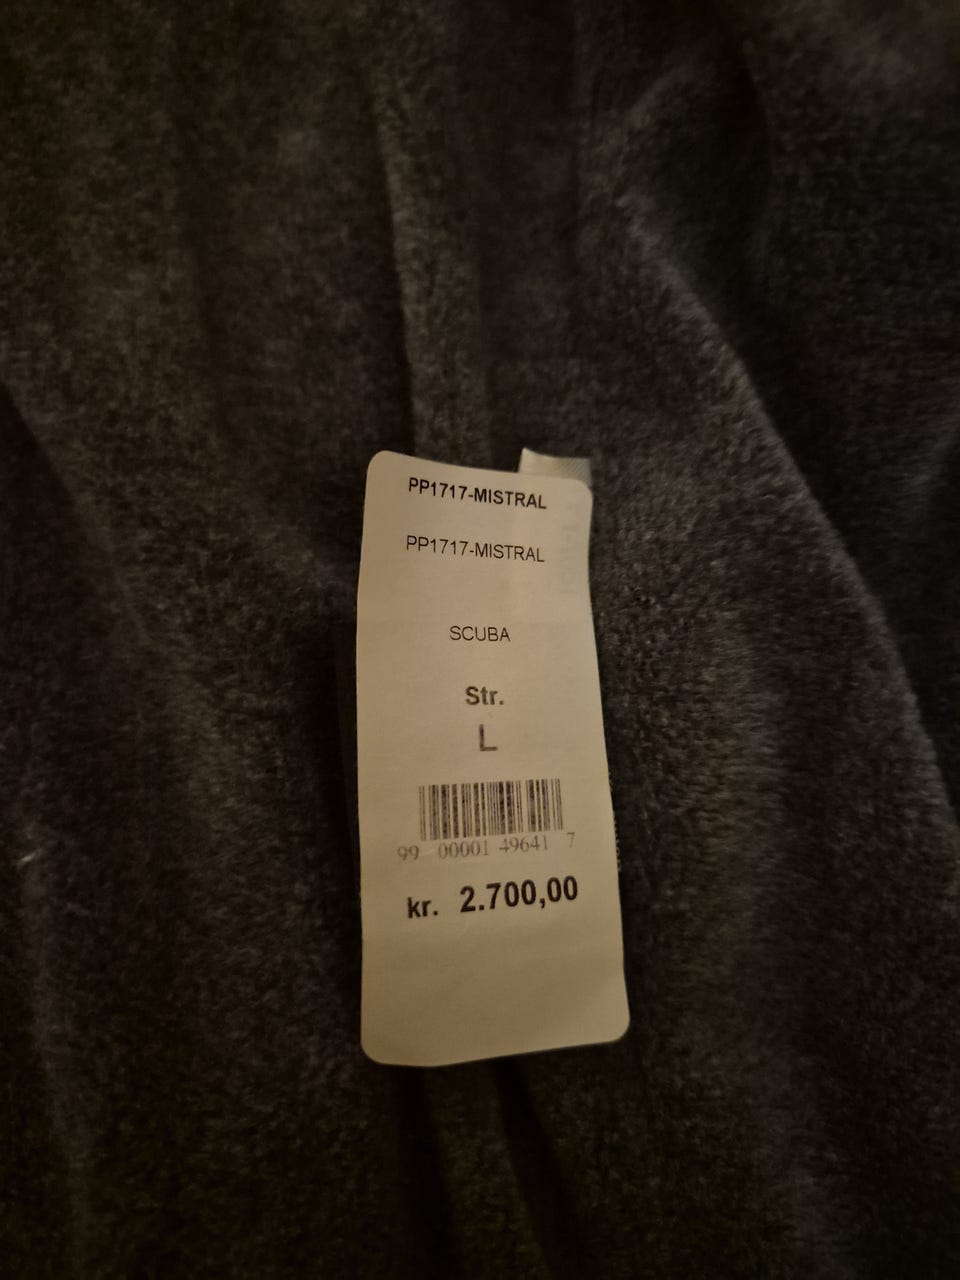 PP1717-MISTRAL
PP1717-MISTRAL
SCUBA
Str.
L
99 00001 49641 7
kr. 2.700,00